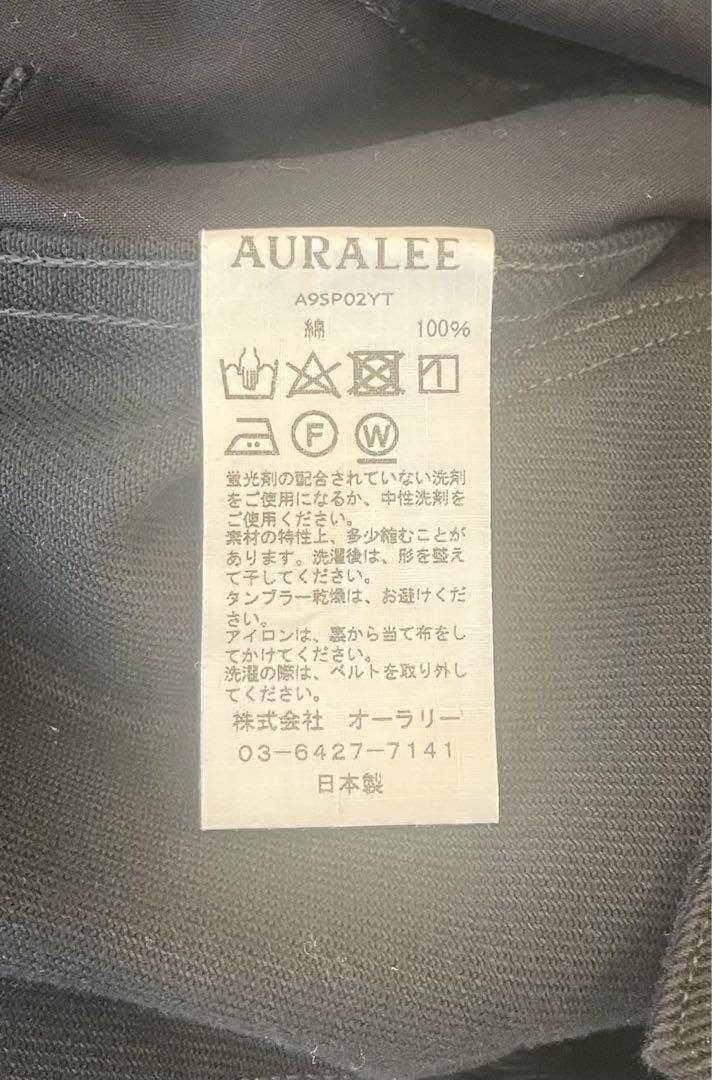 AURALEE
A9SP02YT
綿 100%
F W
蛍光剤の配合されていない洗剤
をご使用になるか、中性洗剤を
ご使用ください。
素材の特性上、多少縮むことが
あります。洗濯後は、形を整え
て干してください。
タンブラー乾燥は、お避けくだ
さい。
アイロンは、裏から当て布をし
てかけてください。
洗濯の際は、ベルトを取り外し
てください。
株式会社 オーラリー
03-6427-7141
日本製